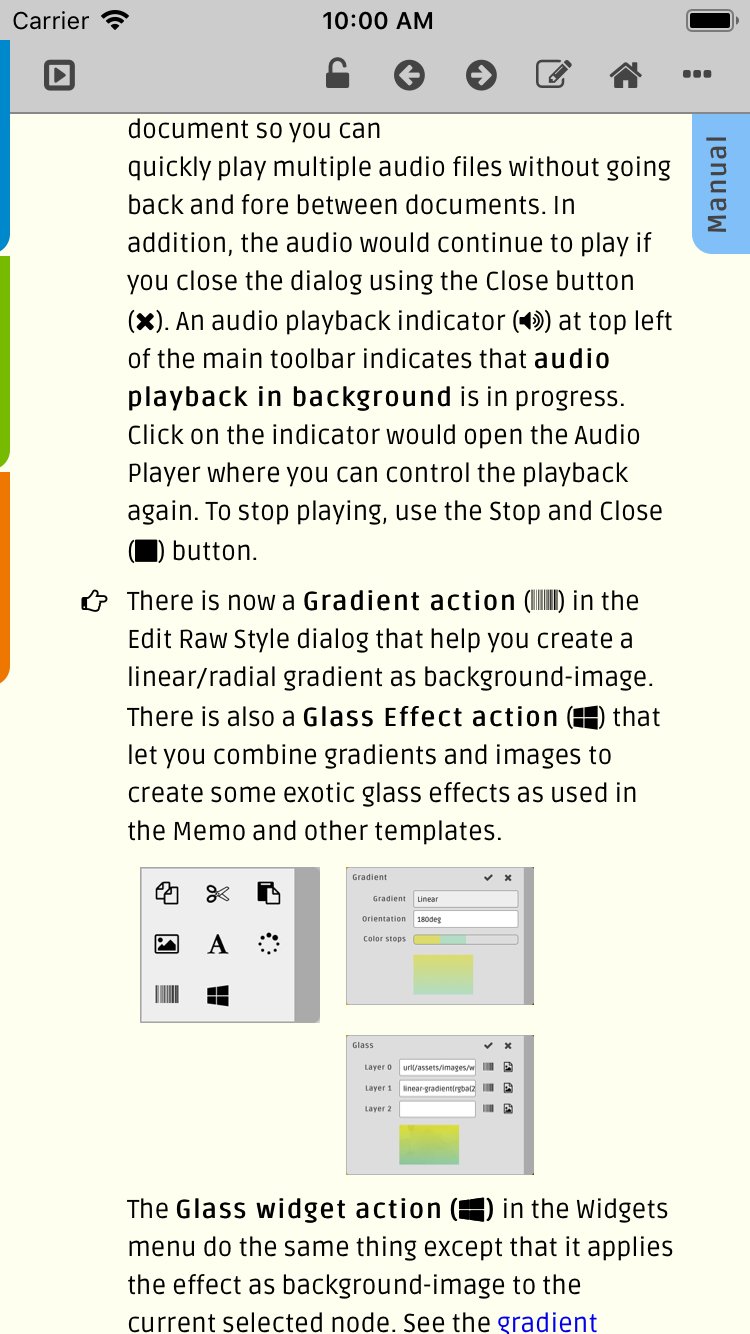 Carrier 10:00 AM
Manual
document so you can
quickly play multiple audio files without going
back and fore between documents. In
addition, the audio would continue to play if
you close the dialog using the Close button
(✖). An audio playback indicator (🔊) at top left
of the main toolbar indicates that audio
playback in background is in progress.
Click on the indicator would open the Audio
Player where you can control the playback
again. To stop playing, use the Stop and Close
(■) button.
There is now a Gradient action () in the
Edit Raw Style dialog that help you create a
linear/radial gradient as background-image.
There is also a Glass Effect action () that
let you combine gradients and images to
create some exotic glass effects as used in
the Memo and other templates.
A
Gradient
Gradient Linear
Orientation 180deg
Color stops
Glass
Layer 0 url(/assets/images/w
Layer 1 linear-gradient(rgba(2
Layer 2
The Glass widget action () in the Widgets
menu do the same thing except that it applies
the effect as background-image to the
current selected node. See the gradient